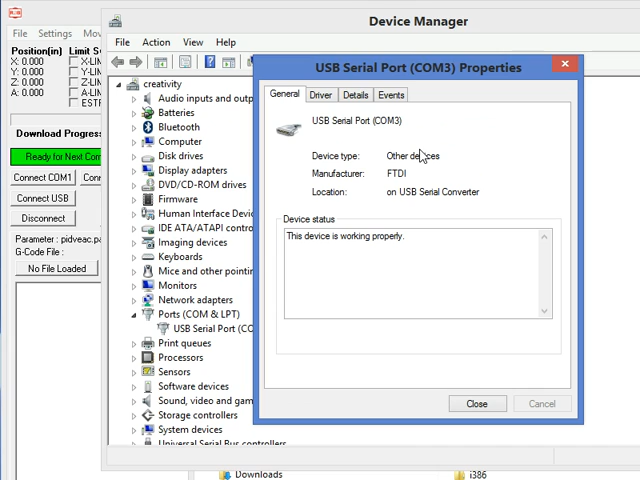 Device Manager
File Settings Mov
File Action View Help
Position(in) Limit S
X: 0.000 X-LIM
Y: 0.000 Y-LIM
Z: 0.000 Z-LIM
A: 0.000 A-LIM
ESTR
Download Progres
Ready for Next Com
Connect COM1 Conn
Connect USB
Disconnect
Parameter : pidveac.pa
G-Code File :
No File Loaded
creativity
Audio inputs and outp
Batteries
Bluetooth
Computer
Disk drives
Display adapters
DVD/CD-ROM drives
Firmware
Human Interface Devic
IDE ATA/ATAPI contro
Imaging devices
Keyboards
Mice and other pointin
Monitors
Network adapters
Ports (COM & LPT)
USB Serial Port (CO
Print queues
Processors
Sensors
Software devices
Sound, video and gam
Storage controllers
System devices
Universal Serial Bus controllers
USB Serial Port (COM3) Properties
General Driver Details Events
USB Serial Port (COM3)
Device type: Other devices
Manufacturer: FTDI
Location: on USB Serial Converter
Device status
This device is working properly.
Close Cancel
Downloads i386